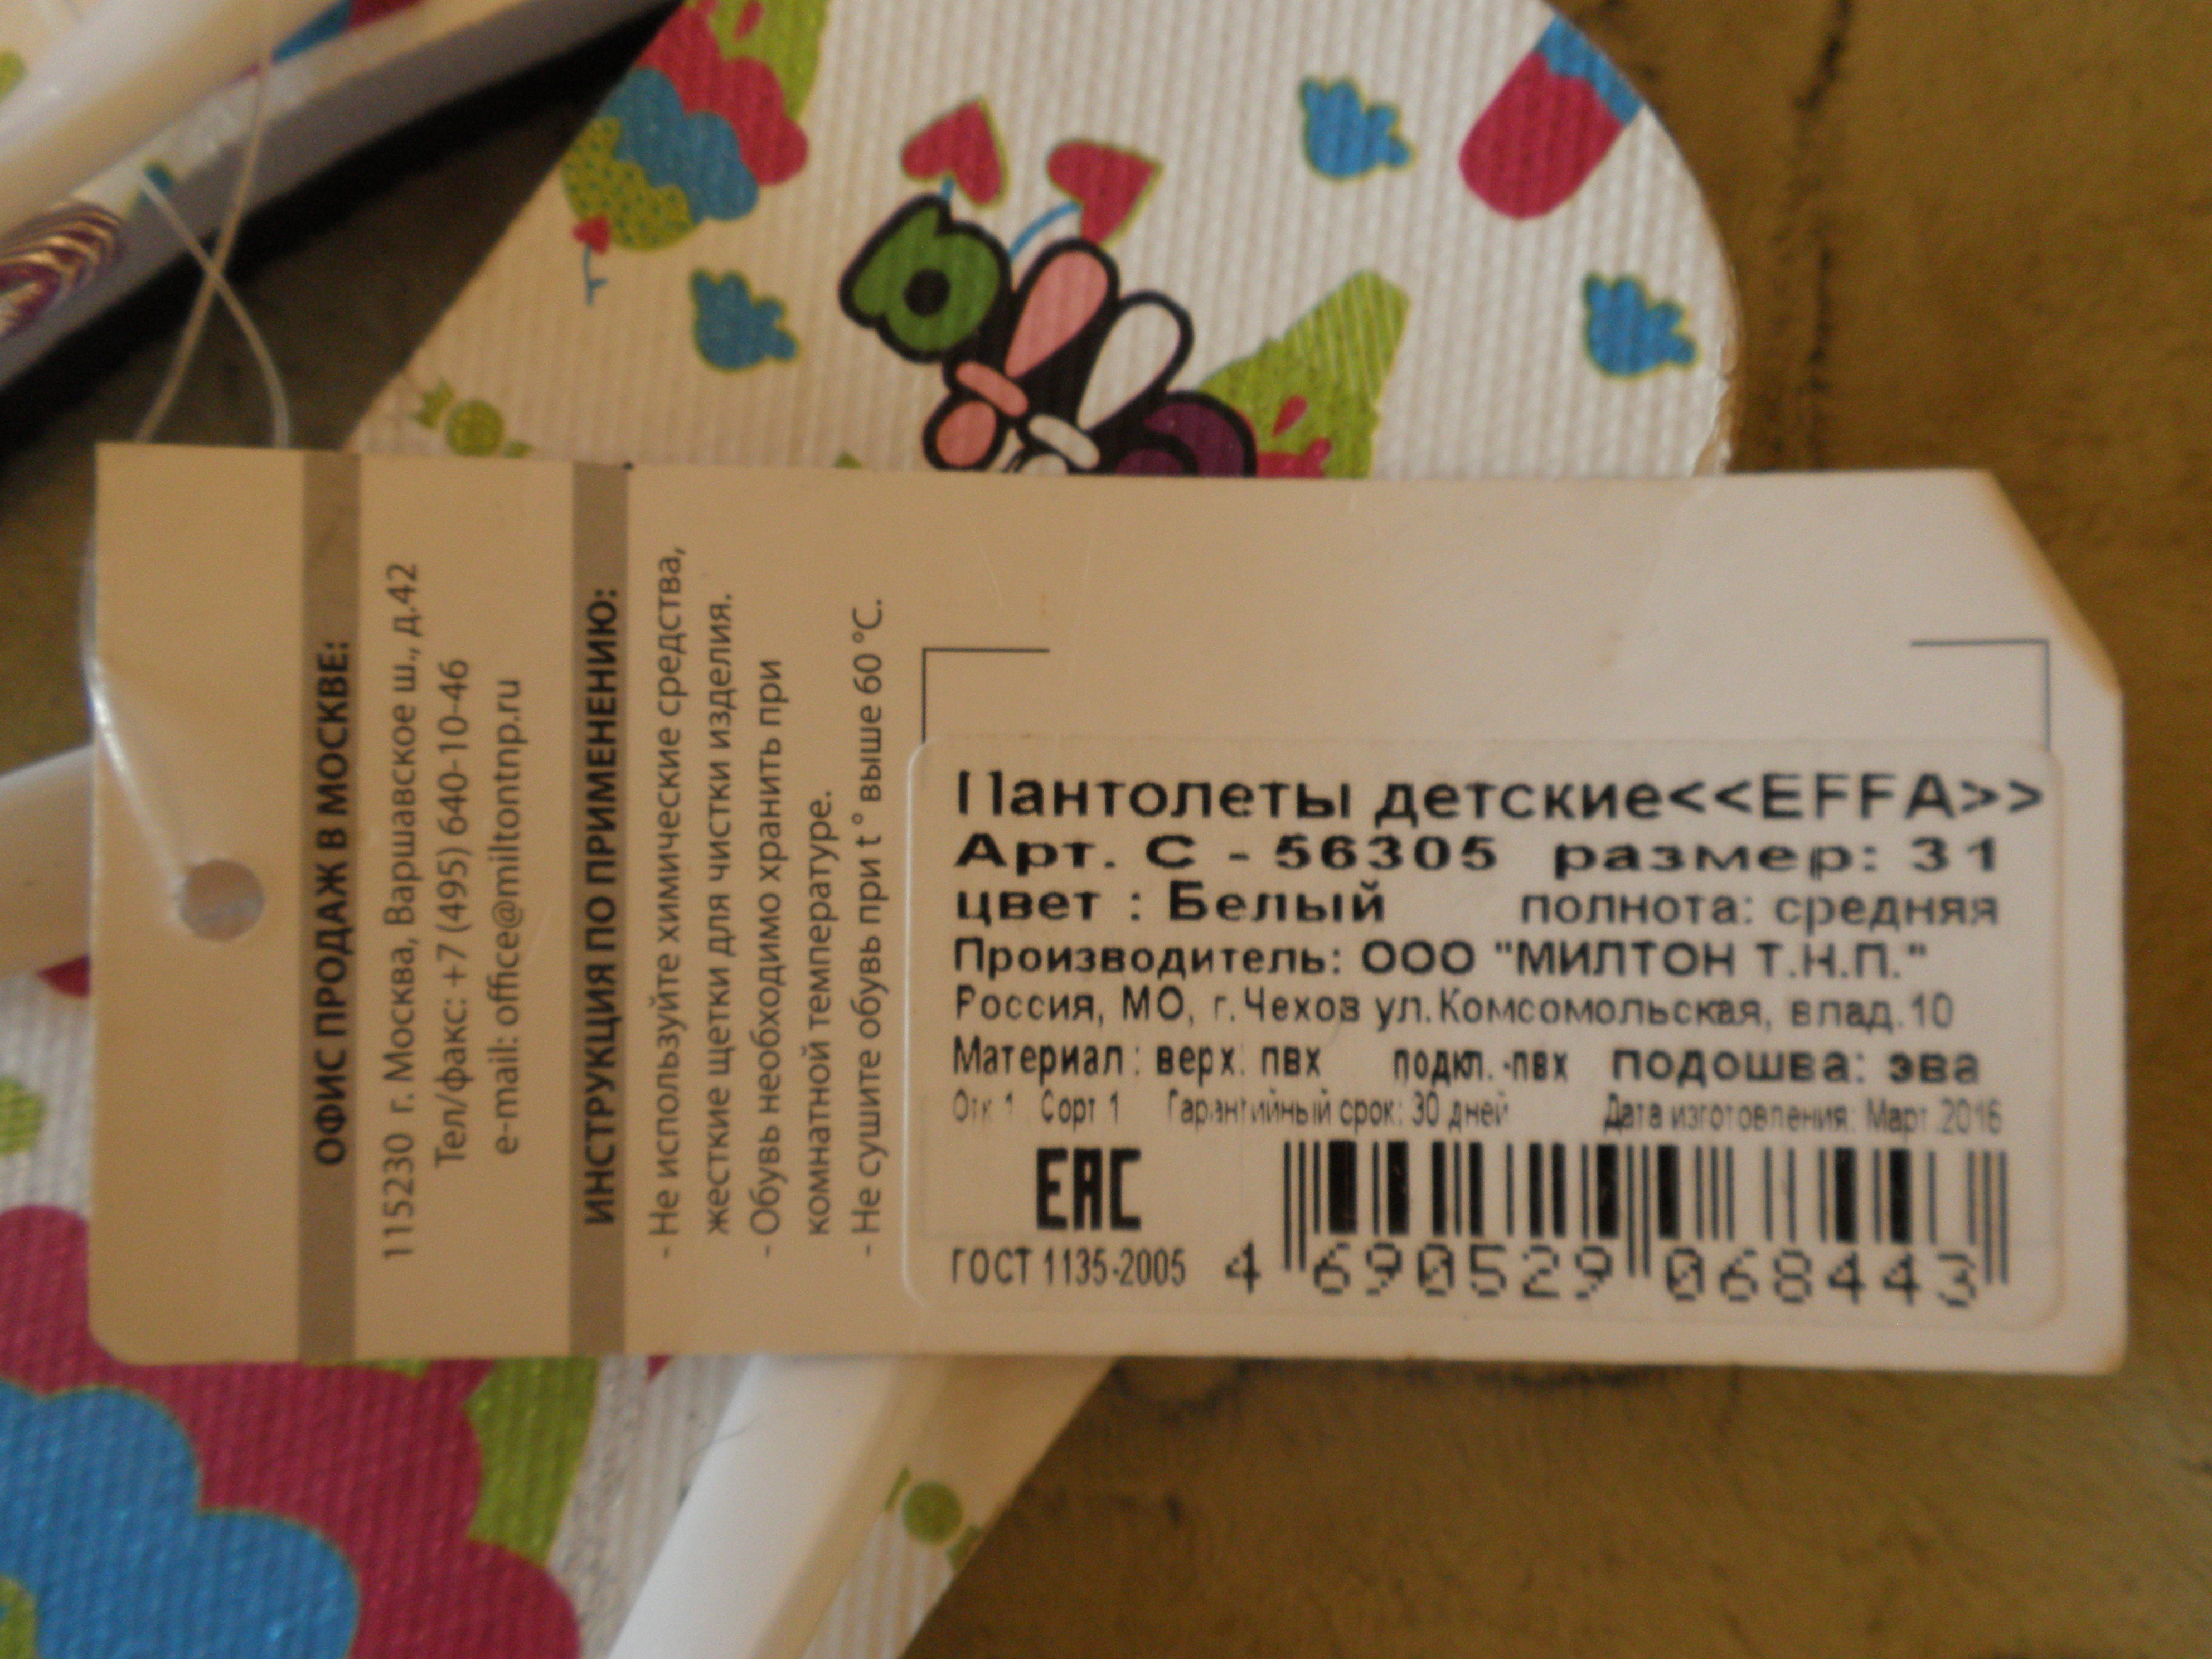 ОФИС ПРОДАЖ В МОСКВЕ:
115230 г. Москва, Варшавское ш., д.42
Тел/факс: +7 (495) 640-10-46
e-mail: office@miltontnp.ru
ИНСТРУКЦИЯ ПО ПРИМЕНЕНИЮ:
- Не используйте химические средства,
жесткие щетки для чистки изделия.
- Обувь необходимо хранить при
комнатной температуре.
- Не сушите обувь при t° выше 60 °C.
Пантолеты детские<<EFFA>>
Арт. С - 56305 размер: 31
цвет : Белый полнота: средняя
Производитель: ООО "МИЛТОН Т.Н.П."
Россия, МО, г.Чехов ул.Комсомольская, влад.10
Материал : верх. пвх подкл.-пвх подошва: эва
Отк 1 Сорт 1 Гарантийный срок: 30 дней Дата изготовления: Март.2016
EAC
ГОСТ 1135-2005 4 690529 068443